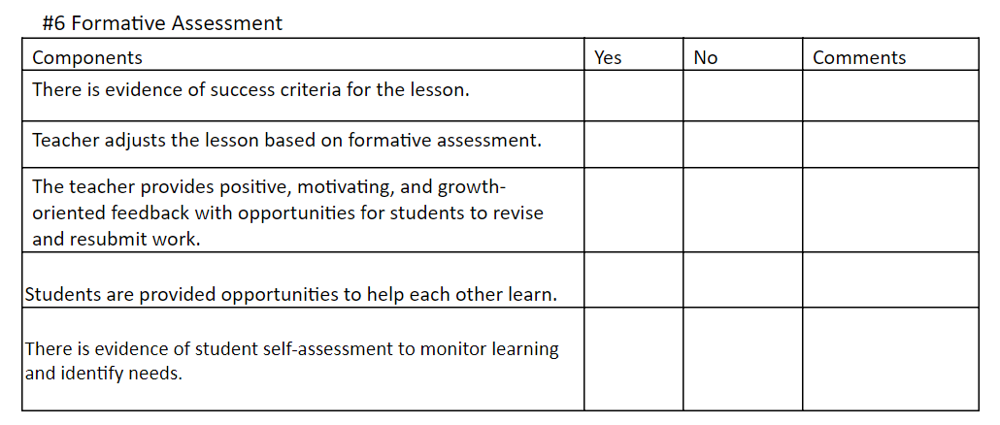 #6 Formative Assessment
Components Yes No Comments
There is evidence of success criteria for the lesson.
Teacher adjusts the lesson based on formative assessment.
The teacher provides positive, motivating, and growth-
oriented feedback with opportunities for students to revise
and resubmit work.
Students are provided opportunities to help each other learn.
There is evidence of student self-assessment to monitor learning
and identify needs.